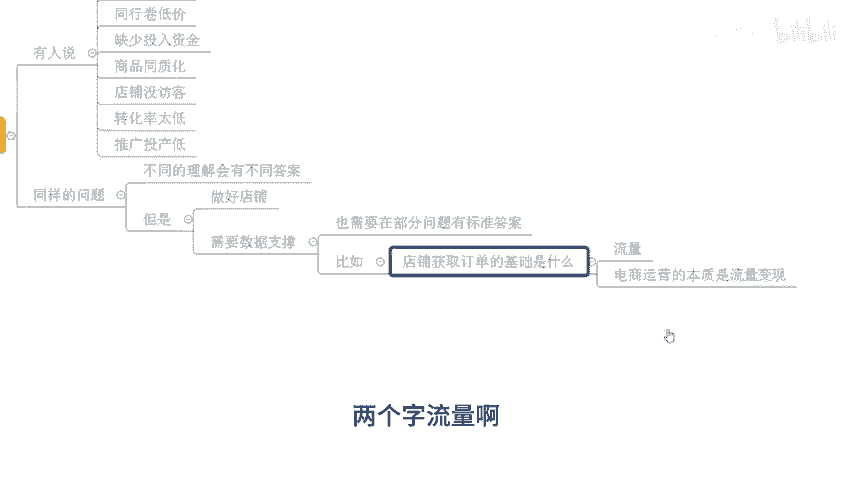 同行卷低价
有人说
缺少投入资金
商品同质化
店铺没访客
转化率太低
推广投产低
不同的理解会有不同答案
同样的问题
做好店铺
但是
也需要在部分问题有标准答案
需要数据支撑
流量
比如
店铺获取订单的基础是什么
电商运营的本质是流量变现
两个字流量啊